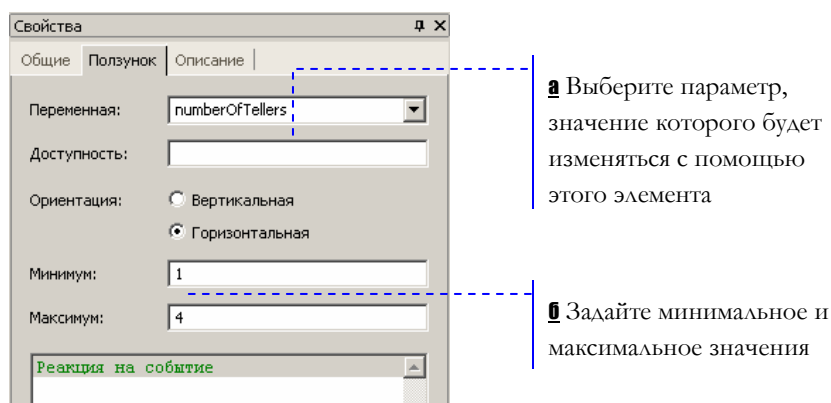 Свойства
Общие Ползунок Описание
Переменная: numberOfTellers
Доступность:
Ориентация: Вертикальная
Горизонтальная
Минимум: 1
Максимум: 4
Реакция на событие
а Выберите параметр,
значение которого будет
изменяться с помощью
этого элемента
б Задайте минимальное и
максимальное значения